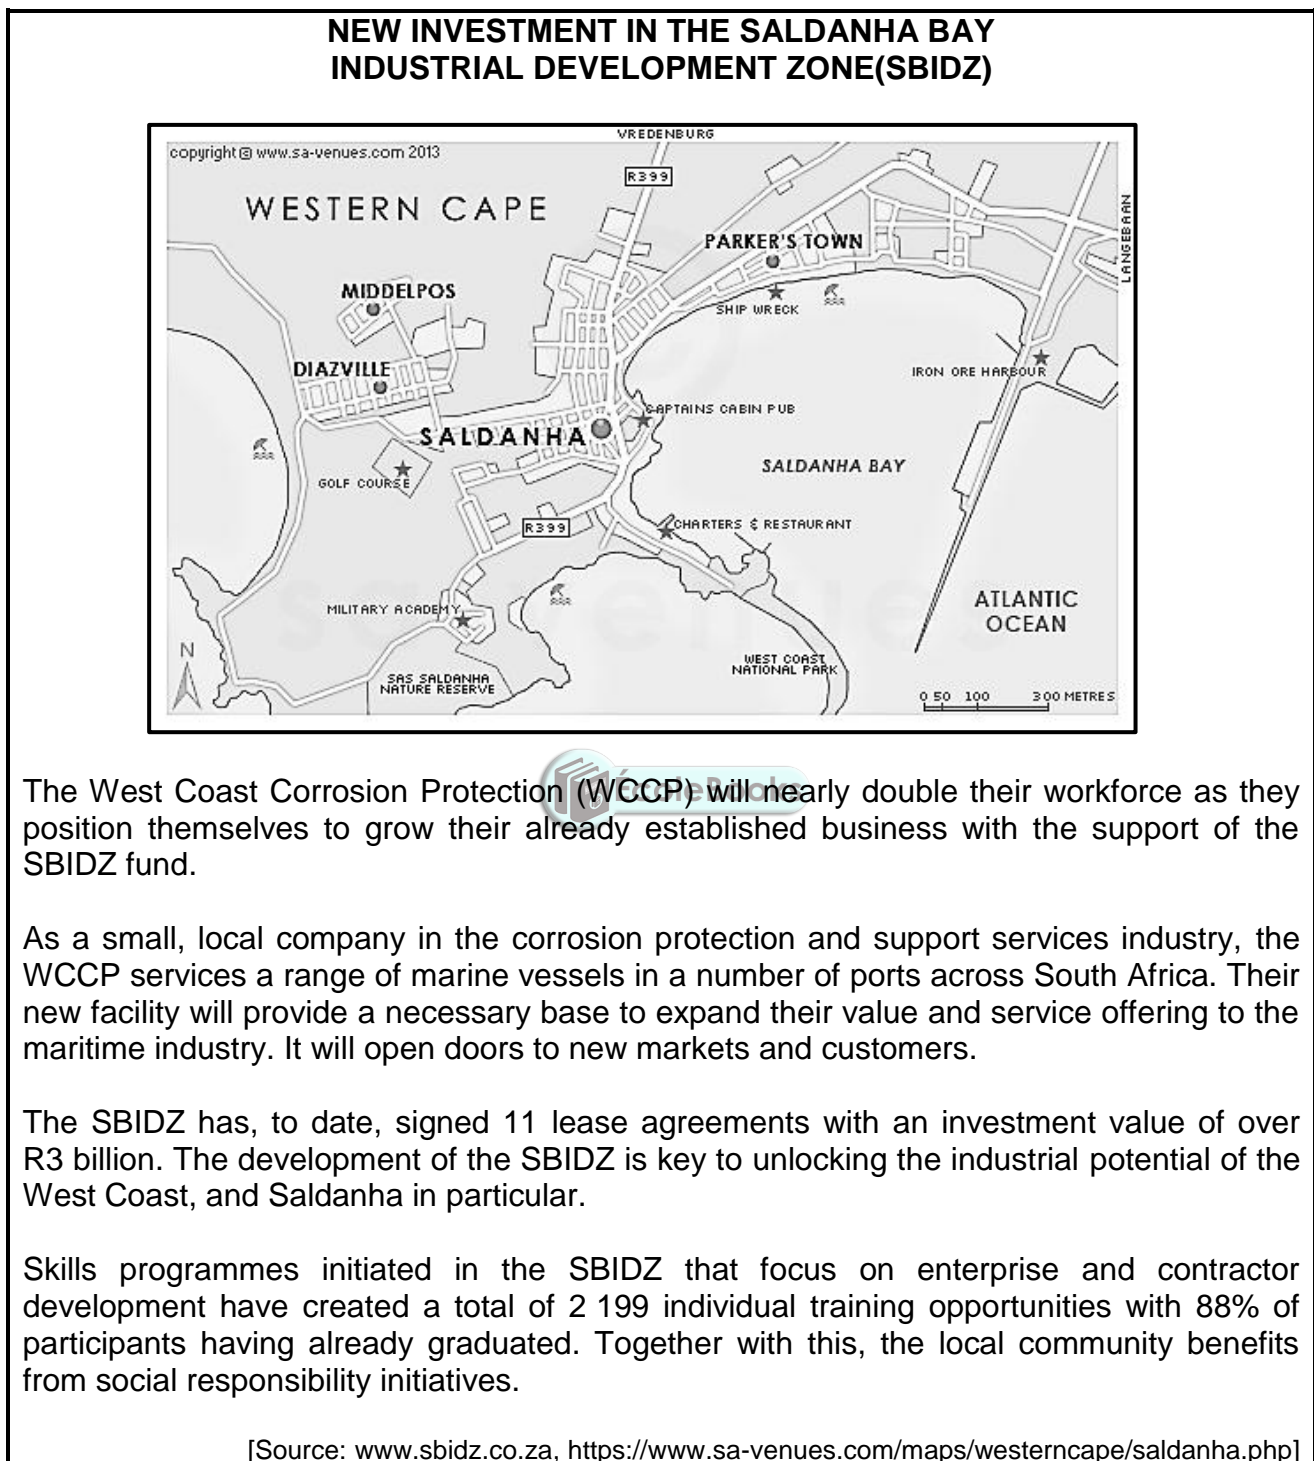 NEW INVESTMENT IN THE SALDANHA BAY
INDUSTRIAL DEVELOPMENT ZONE(SBIDZ)
VREDENBURG
copyright © www.sa-venues.com 2013
R399
WESTERN CAPE
LANGEBAAN
PARKER'S TOWN
MIDDELPOS
SHIP WRECK
DIAZVILLE
IRON ORE HARBOUR
CAPTAINS CABIN PUB
SALDANHA
SALDANHA BAY
GOLF COURSE
R399
CHARTERS & RESTAURANT
MILITARY ACADEMY
ATLANTIC
OCEAN
savenues
N
WEST COAST
NATIONAL PARK
SAS SALDANHA
NATURE RESERVE
0 50 100 300 METRES
ÉcoleBooks
The West Coast Corrosion Protection (WCCP) will nearly double their workforce as they
position themselves to grow their already established business with the support of the
SBIDZ fund.
As a small, local company in the corrosion protection and support services industry, the
WCCP services a range of marine vessels in a number of ports across South Africa. Their
new facility will provide a necessary base to expand their value and service offering to the
maritime industry. It will open doors to new markets and customers.
The SBIDZ has, to date, signed 11 lease agreements with an investment value of over
R3 billion. The development of the SBIDZ is key to unlocking the industrial potential of the
West Coast, and Saldanha in particular.
Skills programmes initiated in the SBIDZ that focus on enterprise and contractor
development have created a total of 2 199 individual training opportunities with 88% of
participants having already graduated. Together with this, the local community benefits
from social responsibility initiatives.
[Source: www.sbidz.co.za, https://www.sa-venues.com/maps/westerncape/saldanha.php]